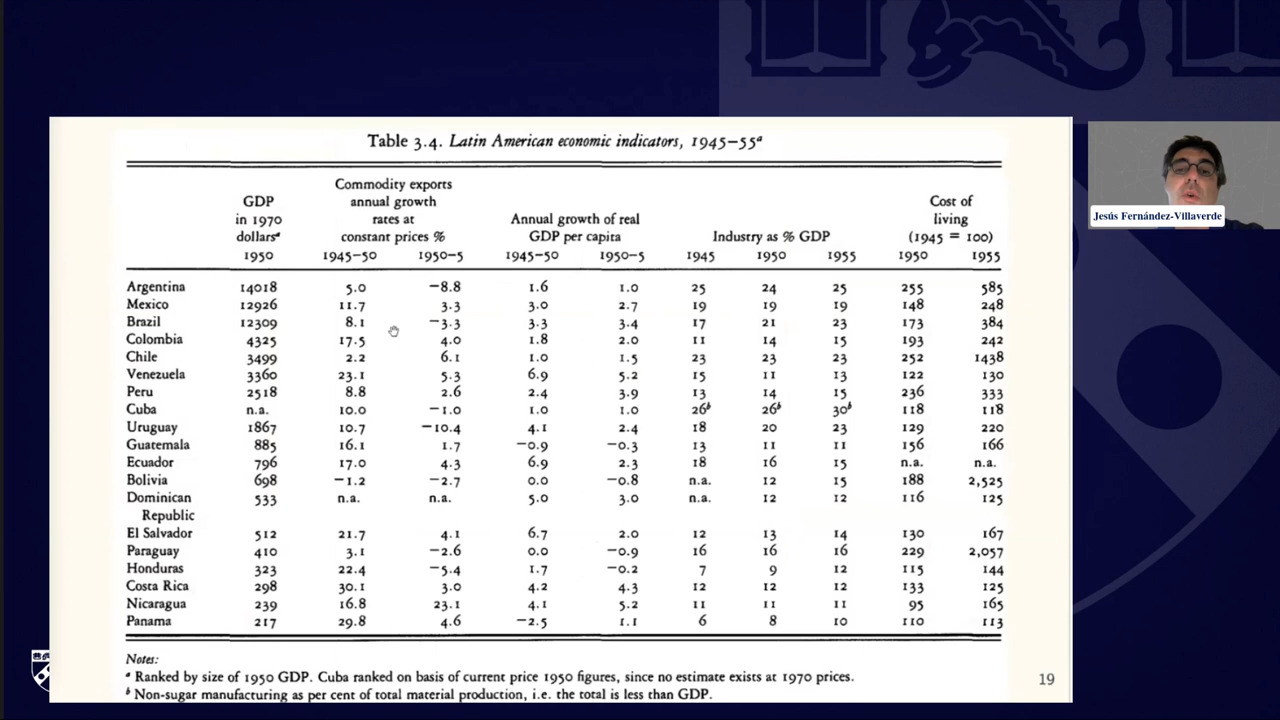 Table 3.4. Latin American economic indicators, 1945–55ᵃ
GDP in 1970 dollarsᵃ Commodity exports annual growth rates at constant prices % Annual growth of real GDP per capita Industry as % GDP Cost of living (1945 = 100)
1950 1945–50 1950–5 1945–50 1950–5 1945 1950 1955 1950 1955
Argentina 14018 5.0 −8.8 1.6 1.0 25 24 25 255 585
Mexico 12926 11.7 3.3 3.0 2.7 19 19 19 148 248
Brazil 12309 8.1 −3.3 3.3 3.4 17 21 23 173 384
Colombia 4325 17.5 4.0 1.8 2.0 11 14 15 193 242
Chile 3499 2.2 6.1 1.0 1.5 23 23 23 252 1438
Venezuela 3360 23.1 5.3 6.9 5.2 15 11 13 122 130
Peru 2518 8.8 2.6 2.4 3.9 13 14 15 236 333
Cuba n.a. 10.0 −1.0 1.0 1.0 26ᵇ 26ᵇ 30ᵇ 118 118
Uruguay 1867 10.7 −10.4 4.1 2.4 18 20 23 129 220
Guatemala 885 16.1 1.7 −0.9 −0.3 13 11 11 156 166
Ecuador 796 17.0 4.3 6.9 2.3 18 16 15 n.a. n.a.
Bolivia 698 −1.2 −2.7 0.0 −0.8 n.a. 12 15 188 2,525
Dominican 533 n.a. n.a. 5.0 3.0 n.a. 12 12 116 125
Republic
El Salvador 512 21.7 4.1 6.7 2.0 12 13 14 130 167
Paraguay 410 3.1 −2.6 0.0 −0.9 16 16 16 229 2,057
Honduras 323 22.4 −5.4 1.7 −0.2 7 9 12 115 144
Costa Rica 298 30.1 3.0 4.2 4.3 12 12 12 133 125
Nicaragua 239 16.8 23.1 4.1 5.2 11 11 11 95 165
Panama 217 29.8 4.6 −2.5 1.1 6 8 10 110 113
Notes:
ᵃ Ranked by size of 1950 GDP. Cuba ranked on basis of current price 1950 figures, since no estimate exists at 1970 prices.
ᵇ Non-sugar manufacturing as per cent of total material production, i.e. the total is less than GDP.
19
Jesús Fernández-Villaverde